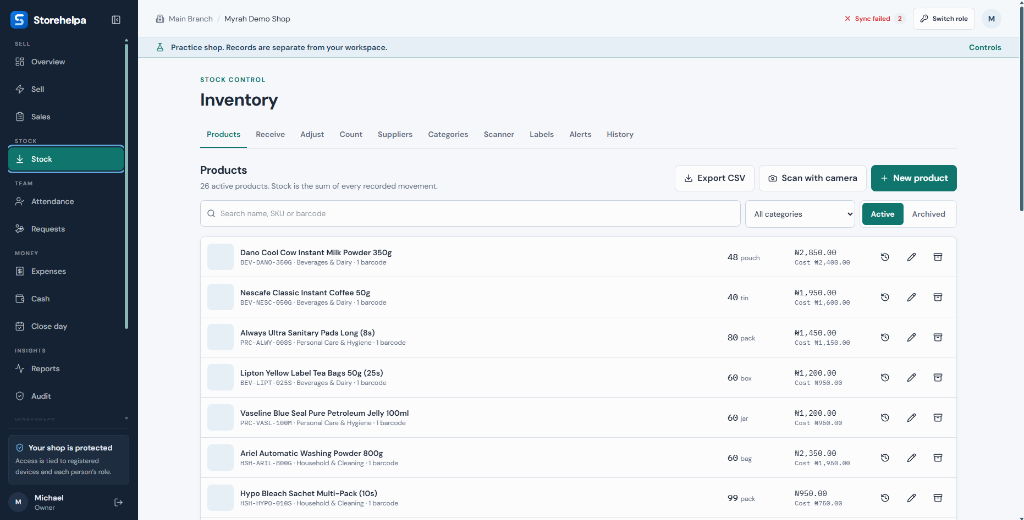 Storehelpa
SELL
Overview
Sell
Sales
STOCK
Stock
TEAM
Attendance
Requests
MONEY
Expenses
Cash
Close day
INSIGHTS
Reports
Audit
Your shop is protected
Access is tied to registered
devices and each person's role.
M
Michael
Owner
Main Branch / Myrah Demo Shop
Sync failed 2
Switch role
M
Practice shop. Records are separate from your workspace.
Controls
STOCK CONTROL
Inventory
Products Receive Adjust Count Suppliers Categories Scanner Labels Alerts History
Products
26 active products. Stock is the sum of every recorded movement.
Export CSV
Scan with camera
+ New product
Search name, SKU or barcode
All categories
Active Archived
Dano Cool Cow Instant Milk Powder 350g
BEV-DANO-350G · Beverages & Dairy · 1 barcode
48 pouch
₦2,850.00
Cost ₦2,400.00
Nescafe Classic Instant Coffee 50g
BEV-NESC-050G · Beverages & Dairy · 1 barcode
40 tin
₦1,950.00
Cost ₦1,600.00
Always Ultra Sanitary Pads Long (8s)
PRC-ALWY-008S · Personal Care & Hygiene · 1 barcode
80 pack
₦1,450.00
Cost ₦1,150.00
Lipton Yellow Label Tea Bags 50g (25s)
BEV-LIPT-025S · Beverages & Dairy · 1 barcode
60 box
₦1,200.00
Cost ₦950.00
Vaseline Blue Seal Pure Petroleum Jelly 100ml
PRC-VASL-100M · Personal Care & Hygiene · 1 barcode
60 jar
₦1,200.00
Cost ₦950.00
Ariel Automatic Washing Powder 800g
HSH-ARIL-800G · Household & Cleaning · 1 barcode
60 bag
₦2,350.00
Cost ₦1,950.00
Hypo Bleach Sachet Multi-Pack (10s)
HSH-HYPO-010S · Household & Cleaning · 1 barcode
99 pack
₦950.00
Cost ₦750.00